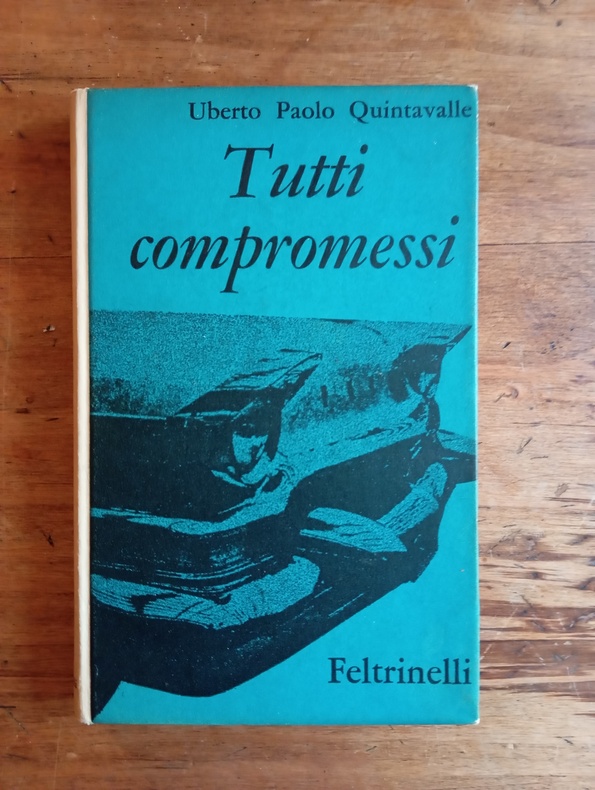 Uberto Paolo Quintavalle
Tutti
compromessi
Feltrinelli